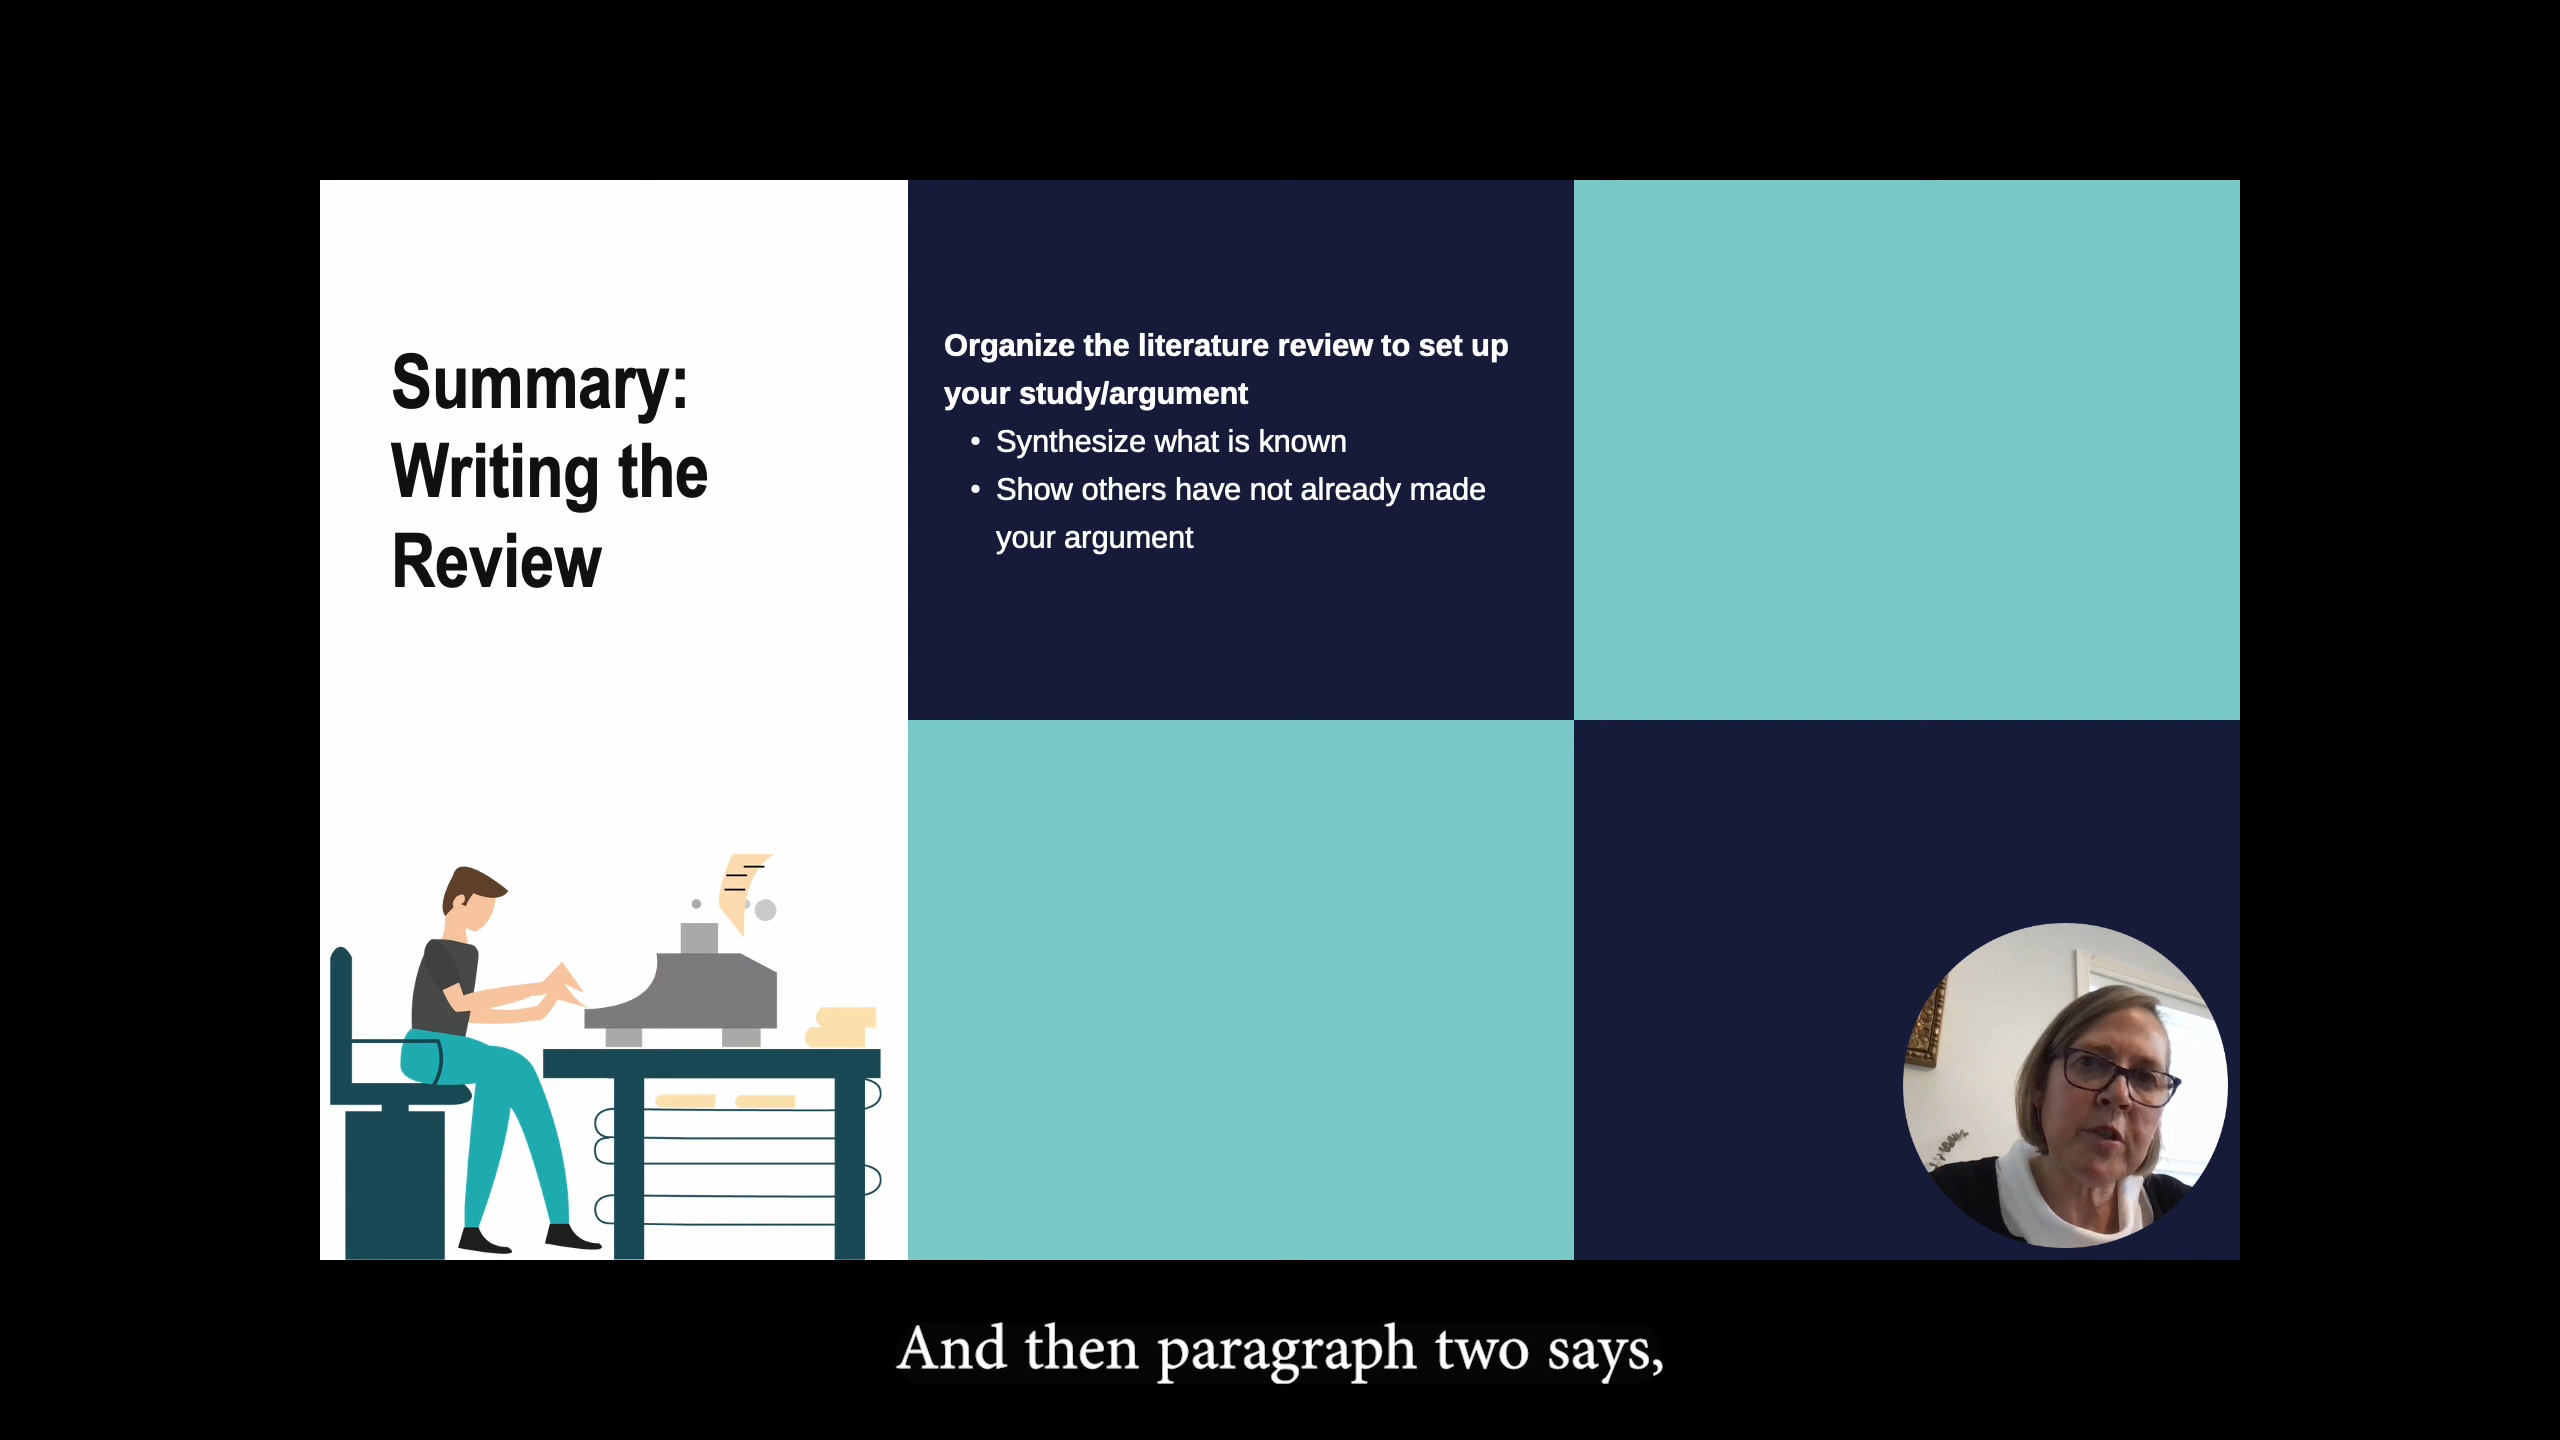 Summary:
Writing the
Review
Organize the literature review to set up
your study/argument
• Synthesize what is known
• Show others have not already made
your argument
And then paragraph two says,